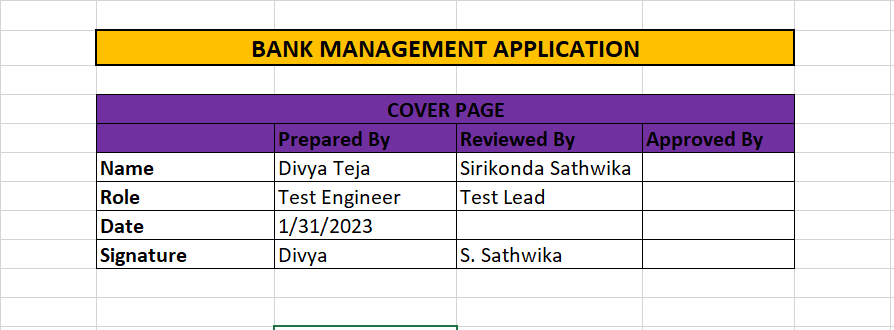 BANK MANAGEMENT APPLICATION
COVER PAGE
Prepared By Reviewed By Approved By
Name Divya Teja Sirikonda Sathwika
Role Test Engineer Test Lead
Date 1/31/2023
Signature Divya S. Sathwika